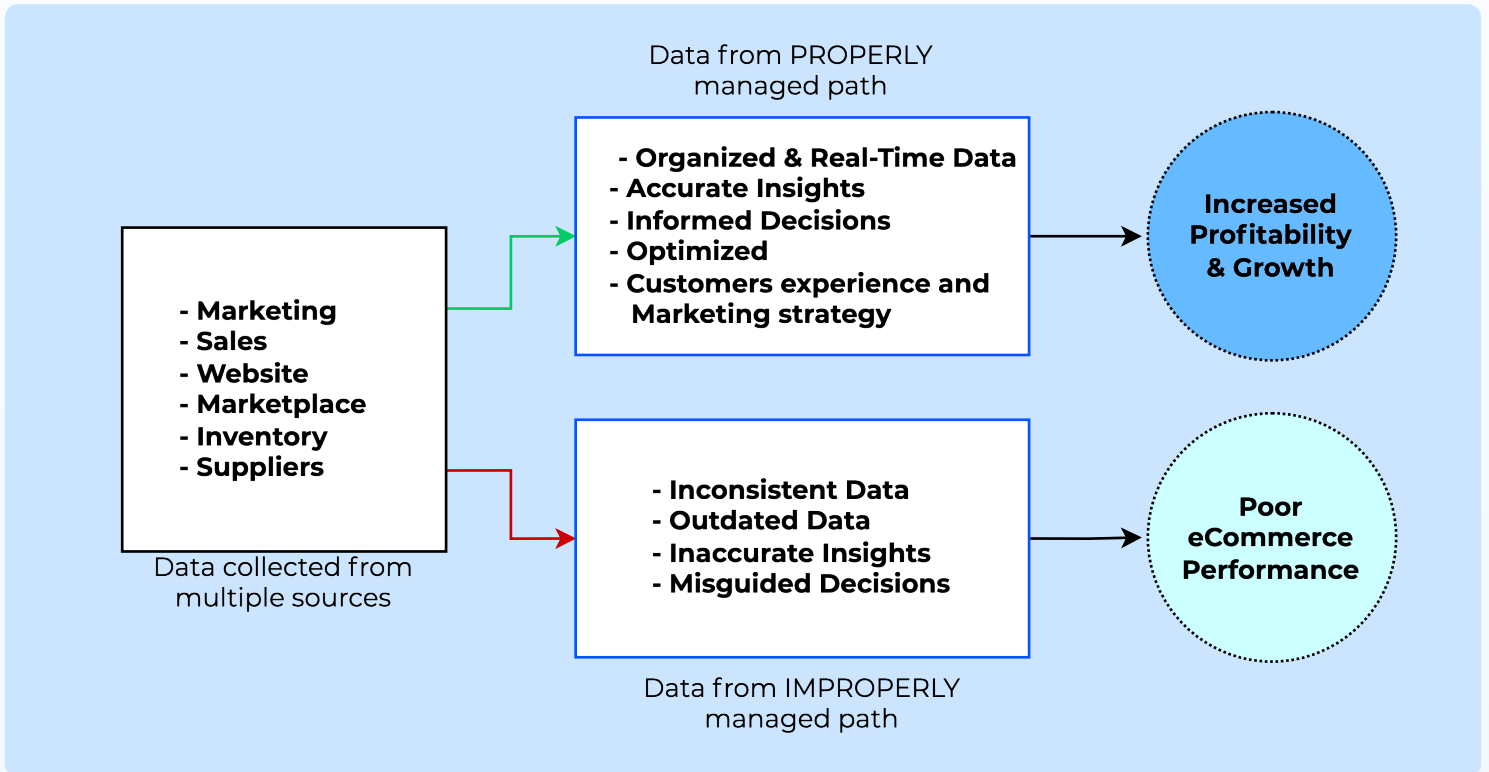 Data from PROPERLY
managed path
- Organized & Real-Time Data
- Accurate Insights
- Informed Decisions
- Optimized
- Customers experience and
Marketing strategy
Increased
Profitability
& Growth
- Marketing
- Sales
- Website
- Marketplace
- Inventory
- Suppliers
Data collected from
multiple sources
- Inconsistent Data
- Outdated Data
- Inaccurate Insights
- Misguided Decisions
Poor
eCommerce
Performance
Data from IMPROPERLY
managed path